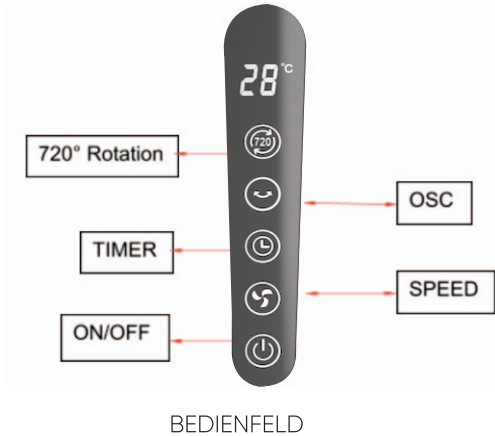 28°C
720
720° Rotation
OSC
TIMER
SPEED
ON/OFF
BEDIENFELD